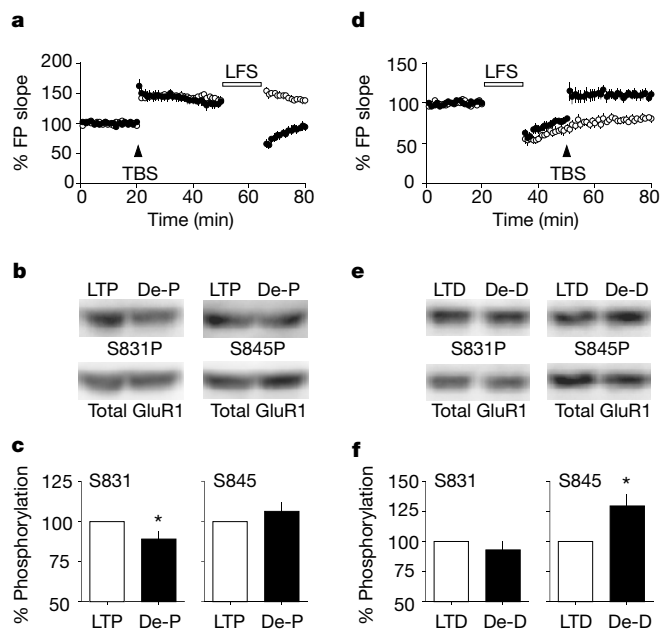 a
% FP slope
200
150
100
50
0
LFS
TBS
0 20 40 60 80
Time (min)
b
LTP De-P LTP De-P
S831P S845P
Total GluR1 Total GluR1
c
% Phosphorylation
125
100
75
50
S831 S845
*
LTP De-P LTP De-P
d
% FP slope
150
100
50
0
LFS
TBS
0 20 40 60 80
Time (min)
e
LTD De-D LTD De-D
S831P S845P
Total GluR1 Total GluR1
f
% Phosphorylation
150
125
100
75
50
S831 S845
*
LTD De-D LTD De-D